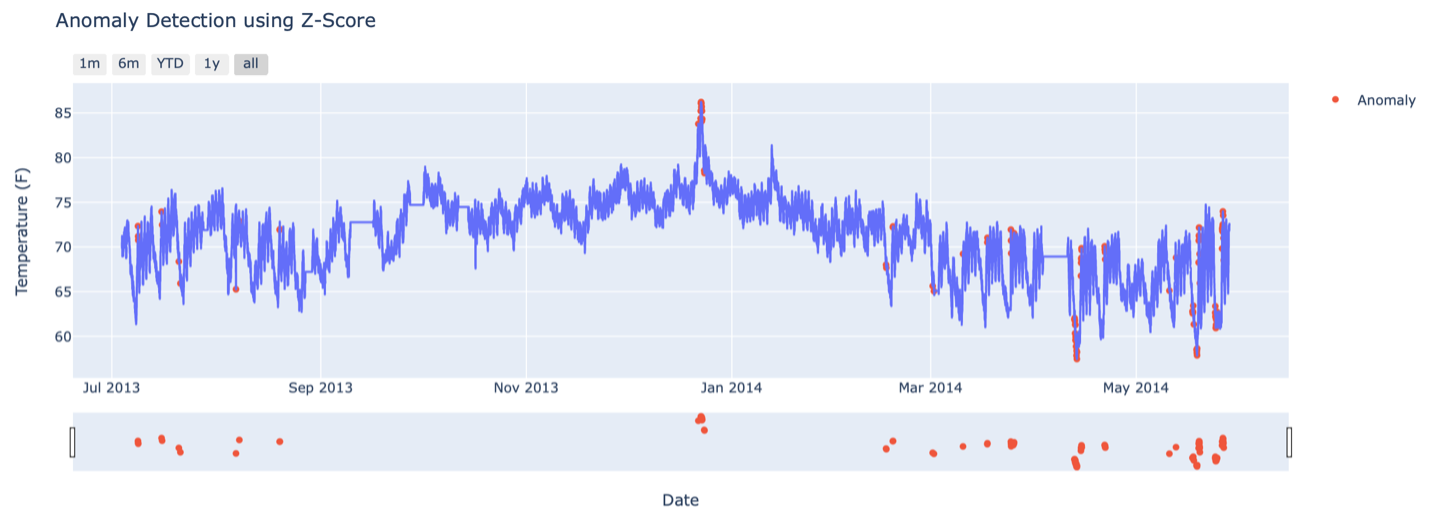 Anomaly Detection using Z-Score
1m 6m YTD 1y all
Anomaly
Temperature (F)
85
80
75
70
65
60
Jul 2013 Sep 2013 Nov 2013 Jan 2014 Mar 2014 May 2014
Date